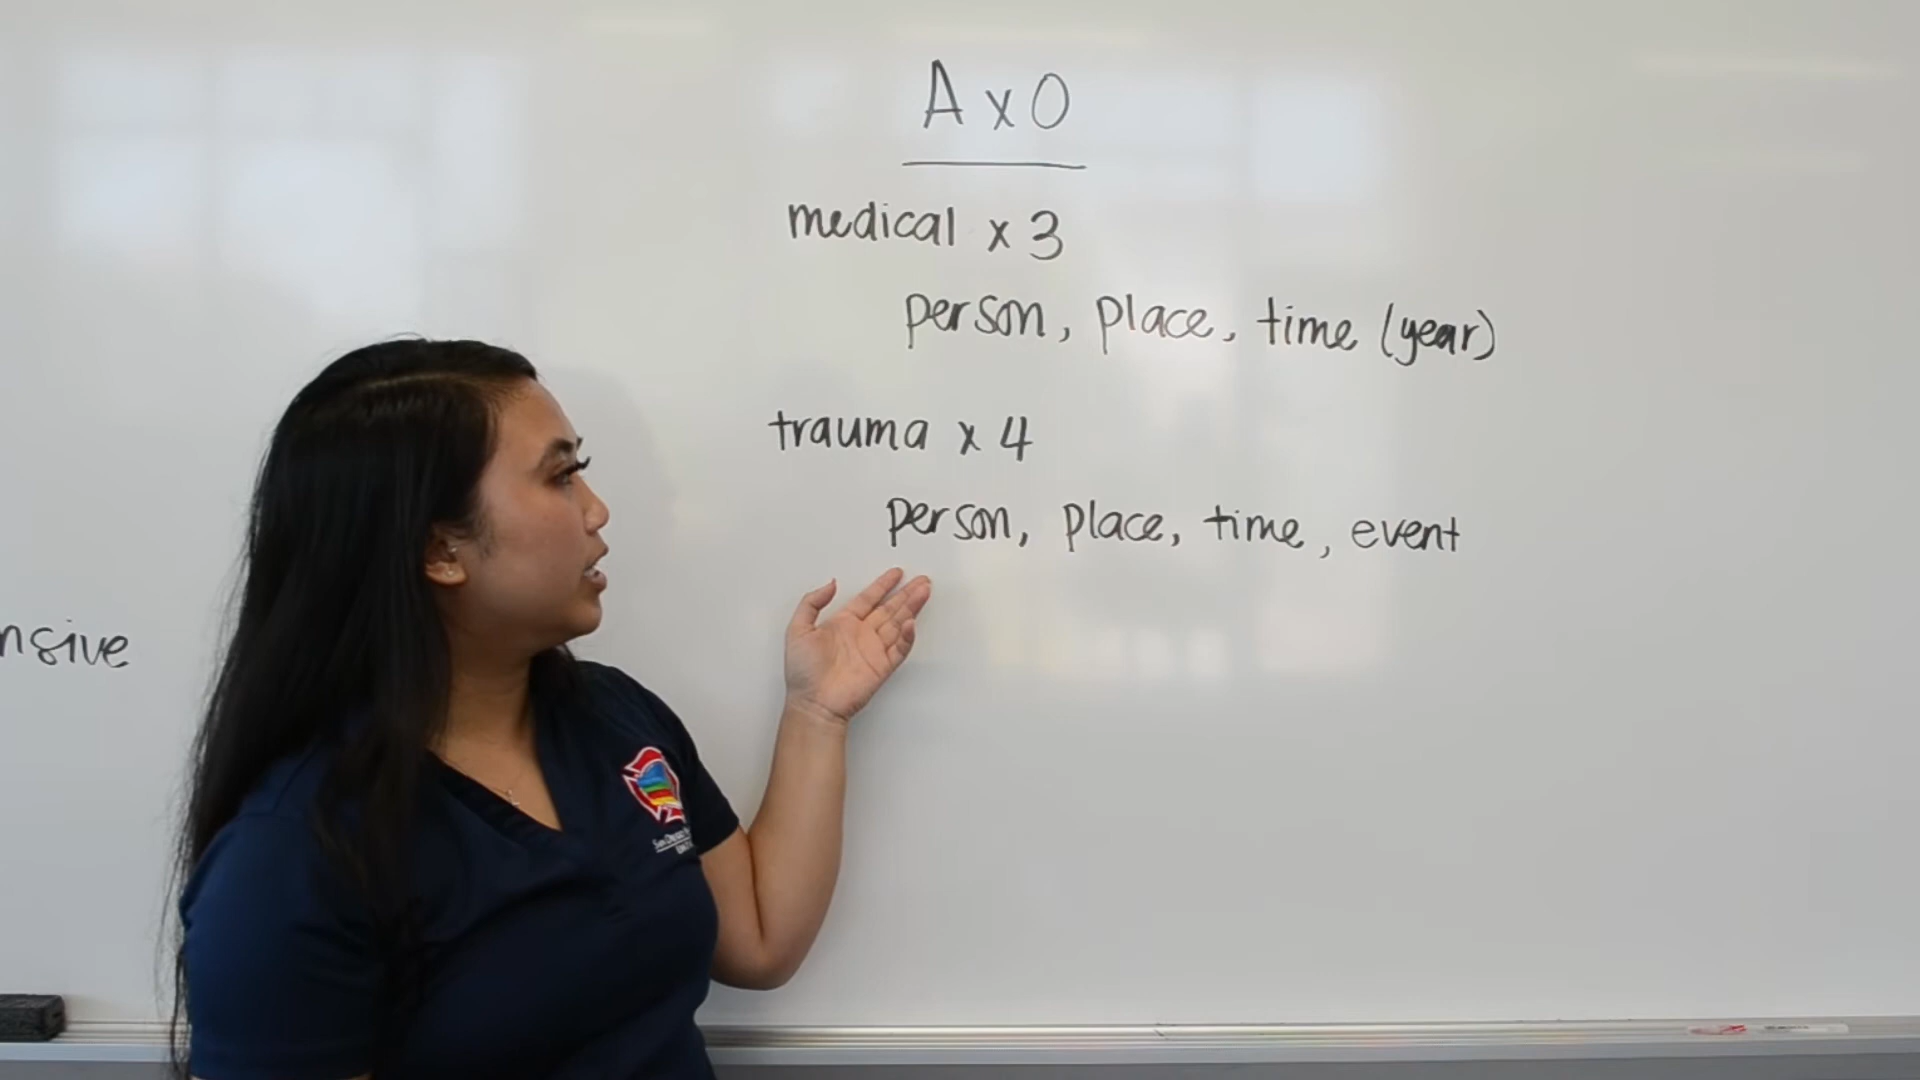 A x O
medical x 3
person, place, time (year)
trauma x 4
person, place, time, event
nsive